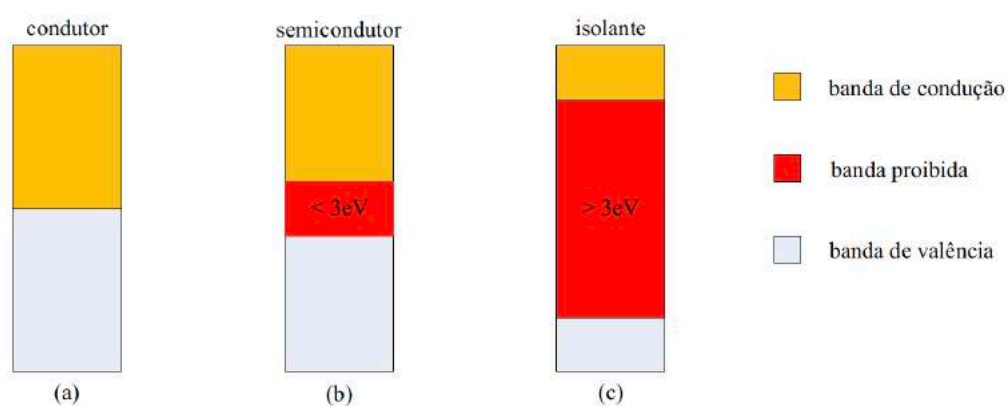 condutor
semicondutor
isolante
banda de condução
banda proibida
< 3eV
> 3eV
banda de valência
(a)
(b)
(c)